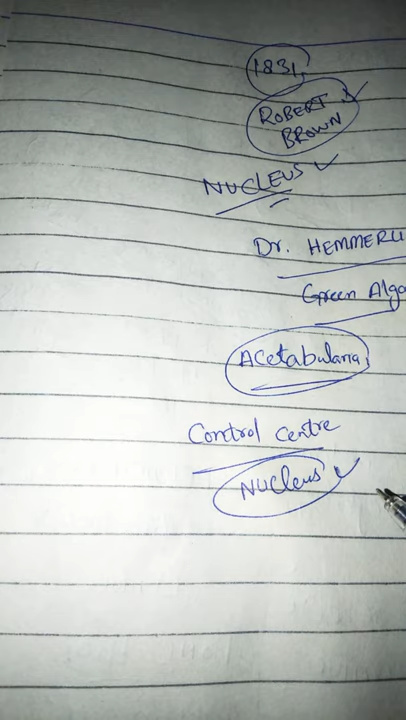 1831,
ROBERT
BROWN
NUCLEUS
Dr. HEMMERLI
Green Alga
Acetabularia
Control Centre
Nucleus